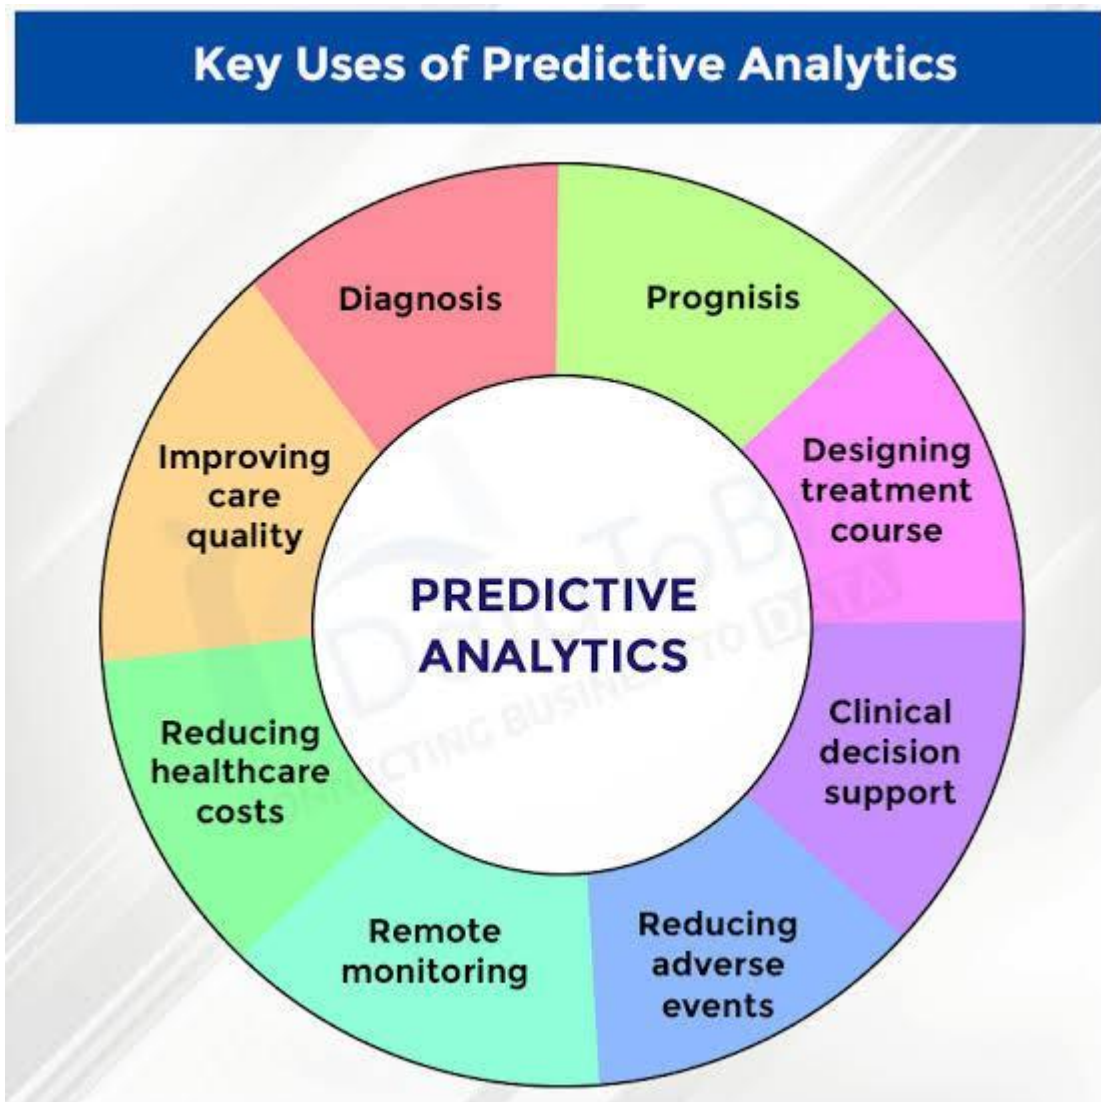 Key Uses of Predictive Analytics
Diagnosis
Prognisis
Designing
treatment
course
Clinical
decision
support
Reducing
adverse
events
Remote
monitoring
Reducing
healthcare
costs
Improving
care
quality
PREDICTIVE
ANALYTICS